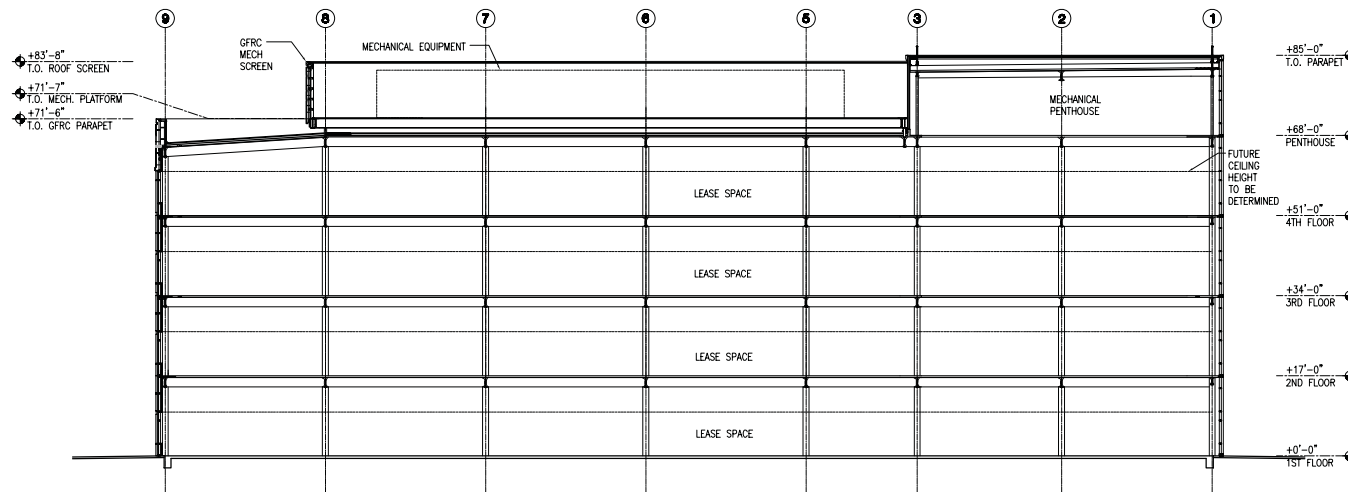 9 8 7 6 5 3 2 1
+83'-8"
T.O. ROOF SCREEN
+71'-7"
T.O. MECH. PLATFORM
+71'-6"
T.O. GFRC PARAPET
GFRC
MECH
SCREEN
MECHANICAL EQUIPMENT
MECHANICAL
PENTHOUSE
+85'-0"
T.O. PARAPET
+68'-0"
PENTHOUSE
FUTURE
CEILING
HEIGHT
TO BE
DETERMINED
LEASE SPACE
+51'-0"
4TH FLOOR
LEASE SPACE
+34'-0"
3RD FLOOR
LEASE SPACE
+17'-0"
2ND FLOOR
LEASE SPACE
+0'-0"
1ST FLOOR